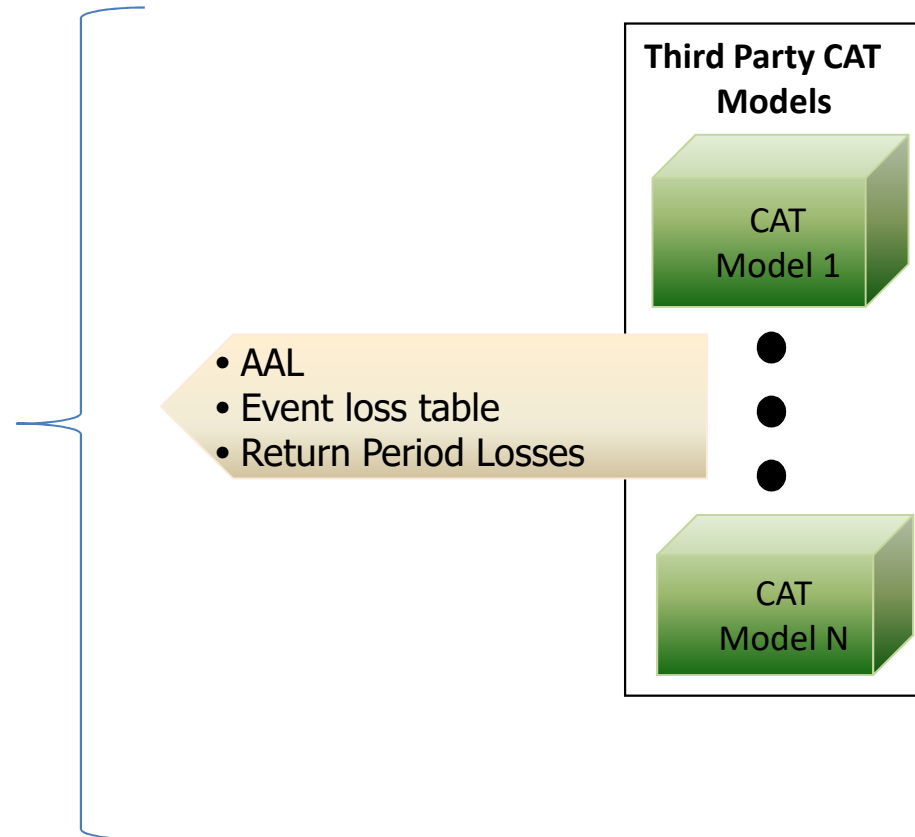 Third Party CAT
Models
CAT
Model 1
• AAL
• Event loss table
• Return Period Losses
CAT
Model N